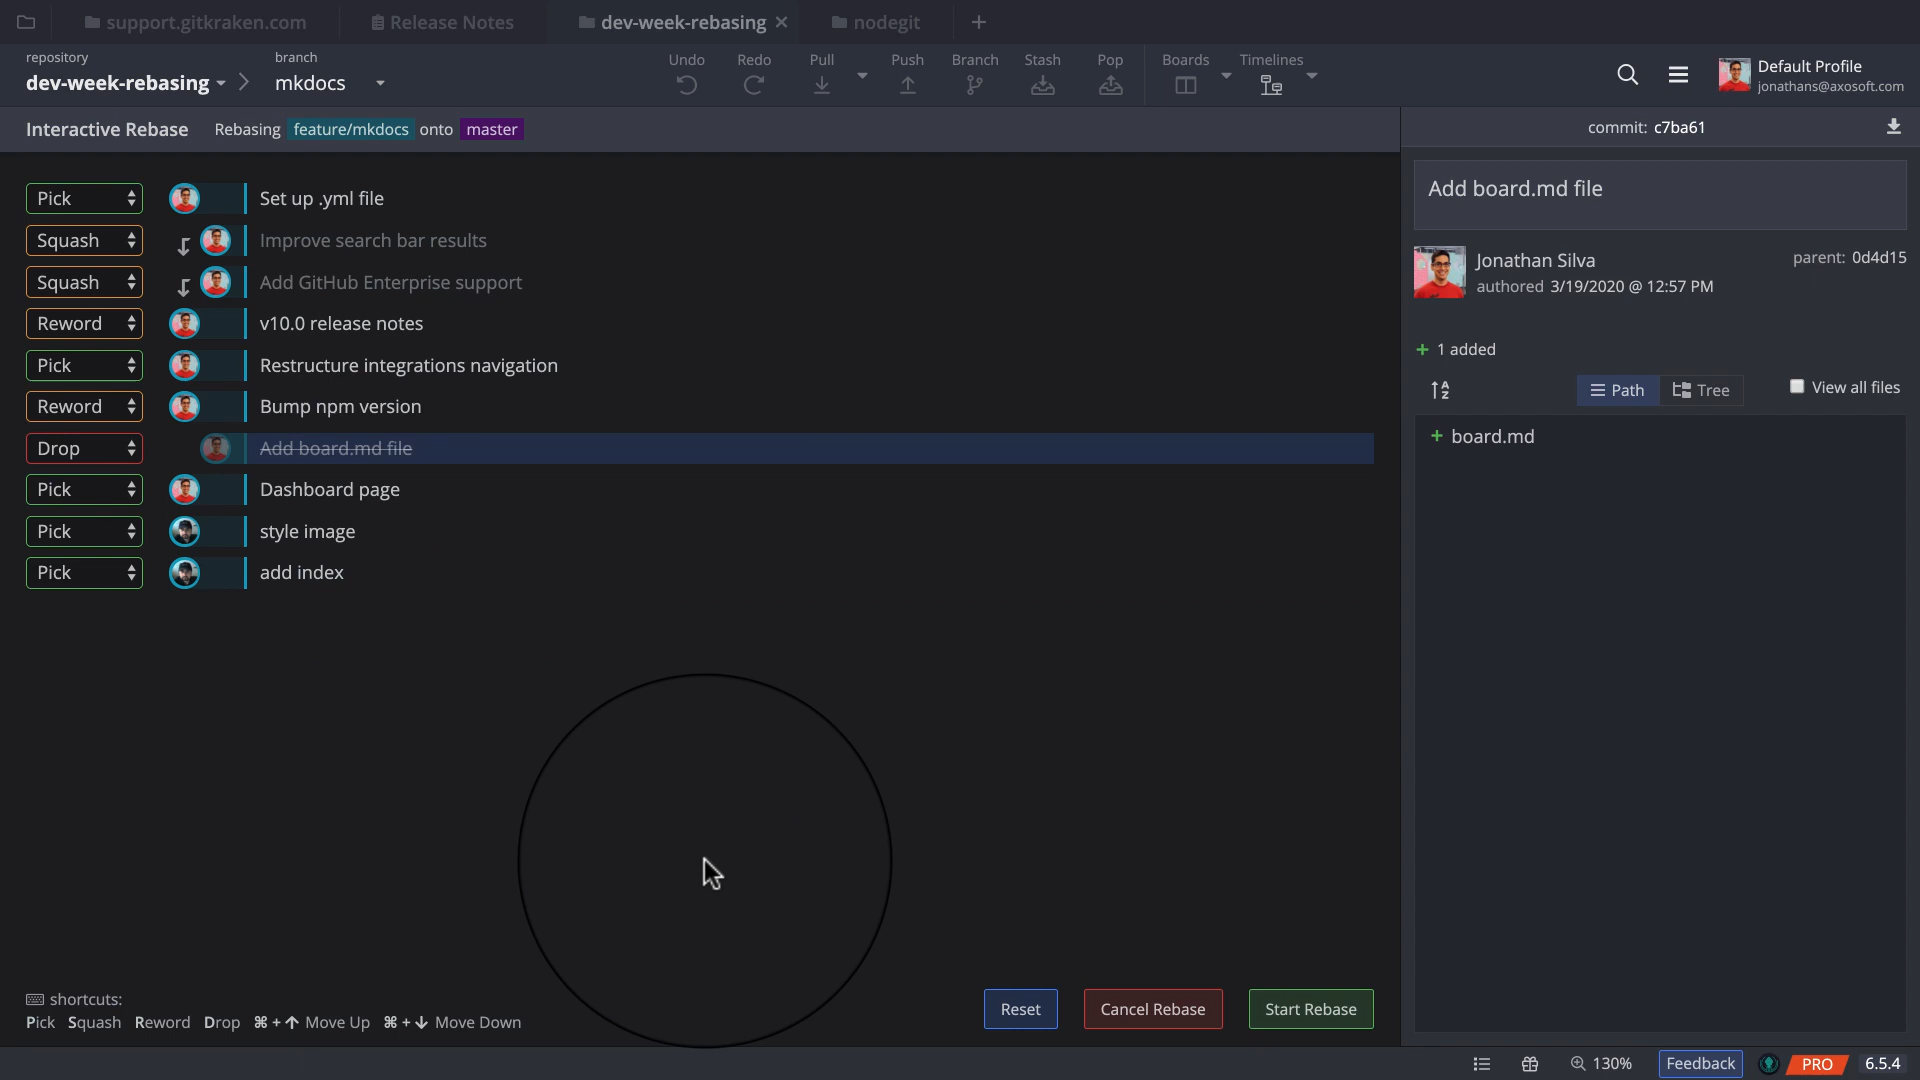 support.gitkraken.com
Release Notes
dev-week-rebasing
nodegit
repository
dev-week-rebasing
branch
mkdocs
Undo
Redo
Pull
Push
Branch
Stash
Pop
Boards
Timelines
Default Profile
jonathans@axosoft.com
Interactive Rebase
Rebasing feature/mkdocs onto master
Pick Set up .yml file
Squash Improve search bar results
Squash Add GitHub Enterprise support
Reword v10.0 release notes
Pick Restructure integrations navigation
Reword Bump npm version
Drop Add board.md file
Pick Dashboard page
Pick style image
Pick add index
shortcuts:
Pick Squash Reword Drop ⌘ + ↑ Move Up ⌘ + ↓ Move Down
Reset
Cancel Rebase
Start Rebase
commit: c7ba61
Add board.md file
Jonathan Silva
authored 3/19/2020 @ 12:57 PM
parent: 0d4d15
+ 1 added
Path
Tree
View all files
+ board.md
130%
Feedback
PRO
6.5.4